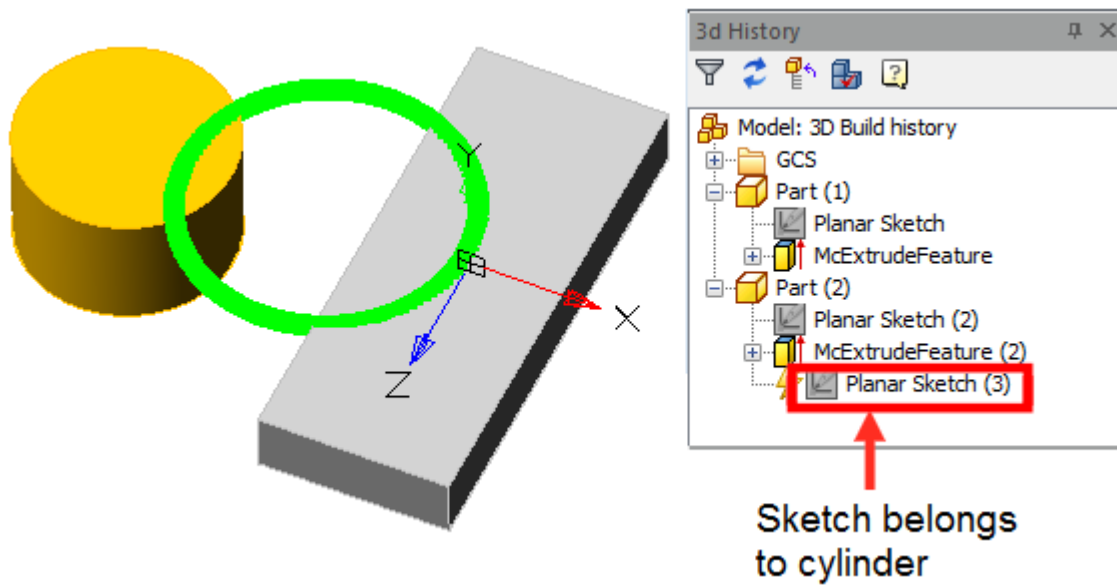 Y
X
Z
3d History
Model: 3D Build history
GCS
Part (1)
Planar Sketch
McExtrudeFeature
Part (2)
Planar Sketch (2)
McExtrudeFeature (2)
Planar Sketch (3)
Sketch belongs
to cylinder